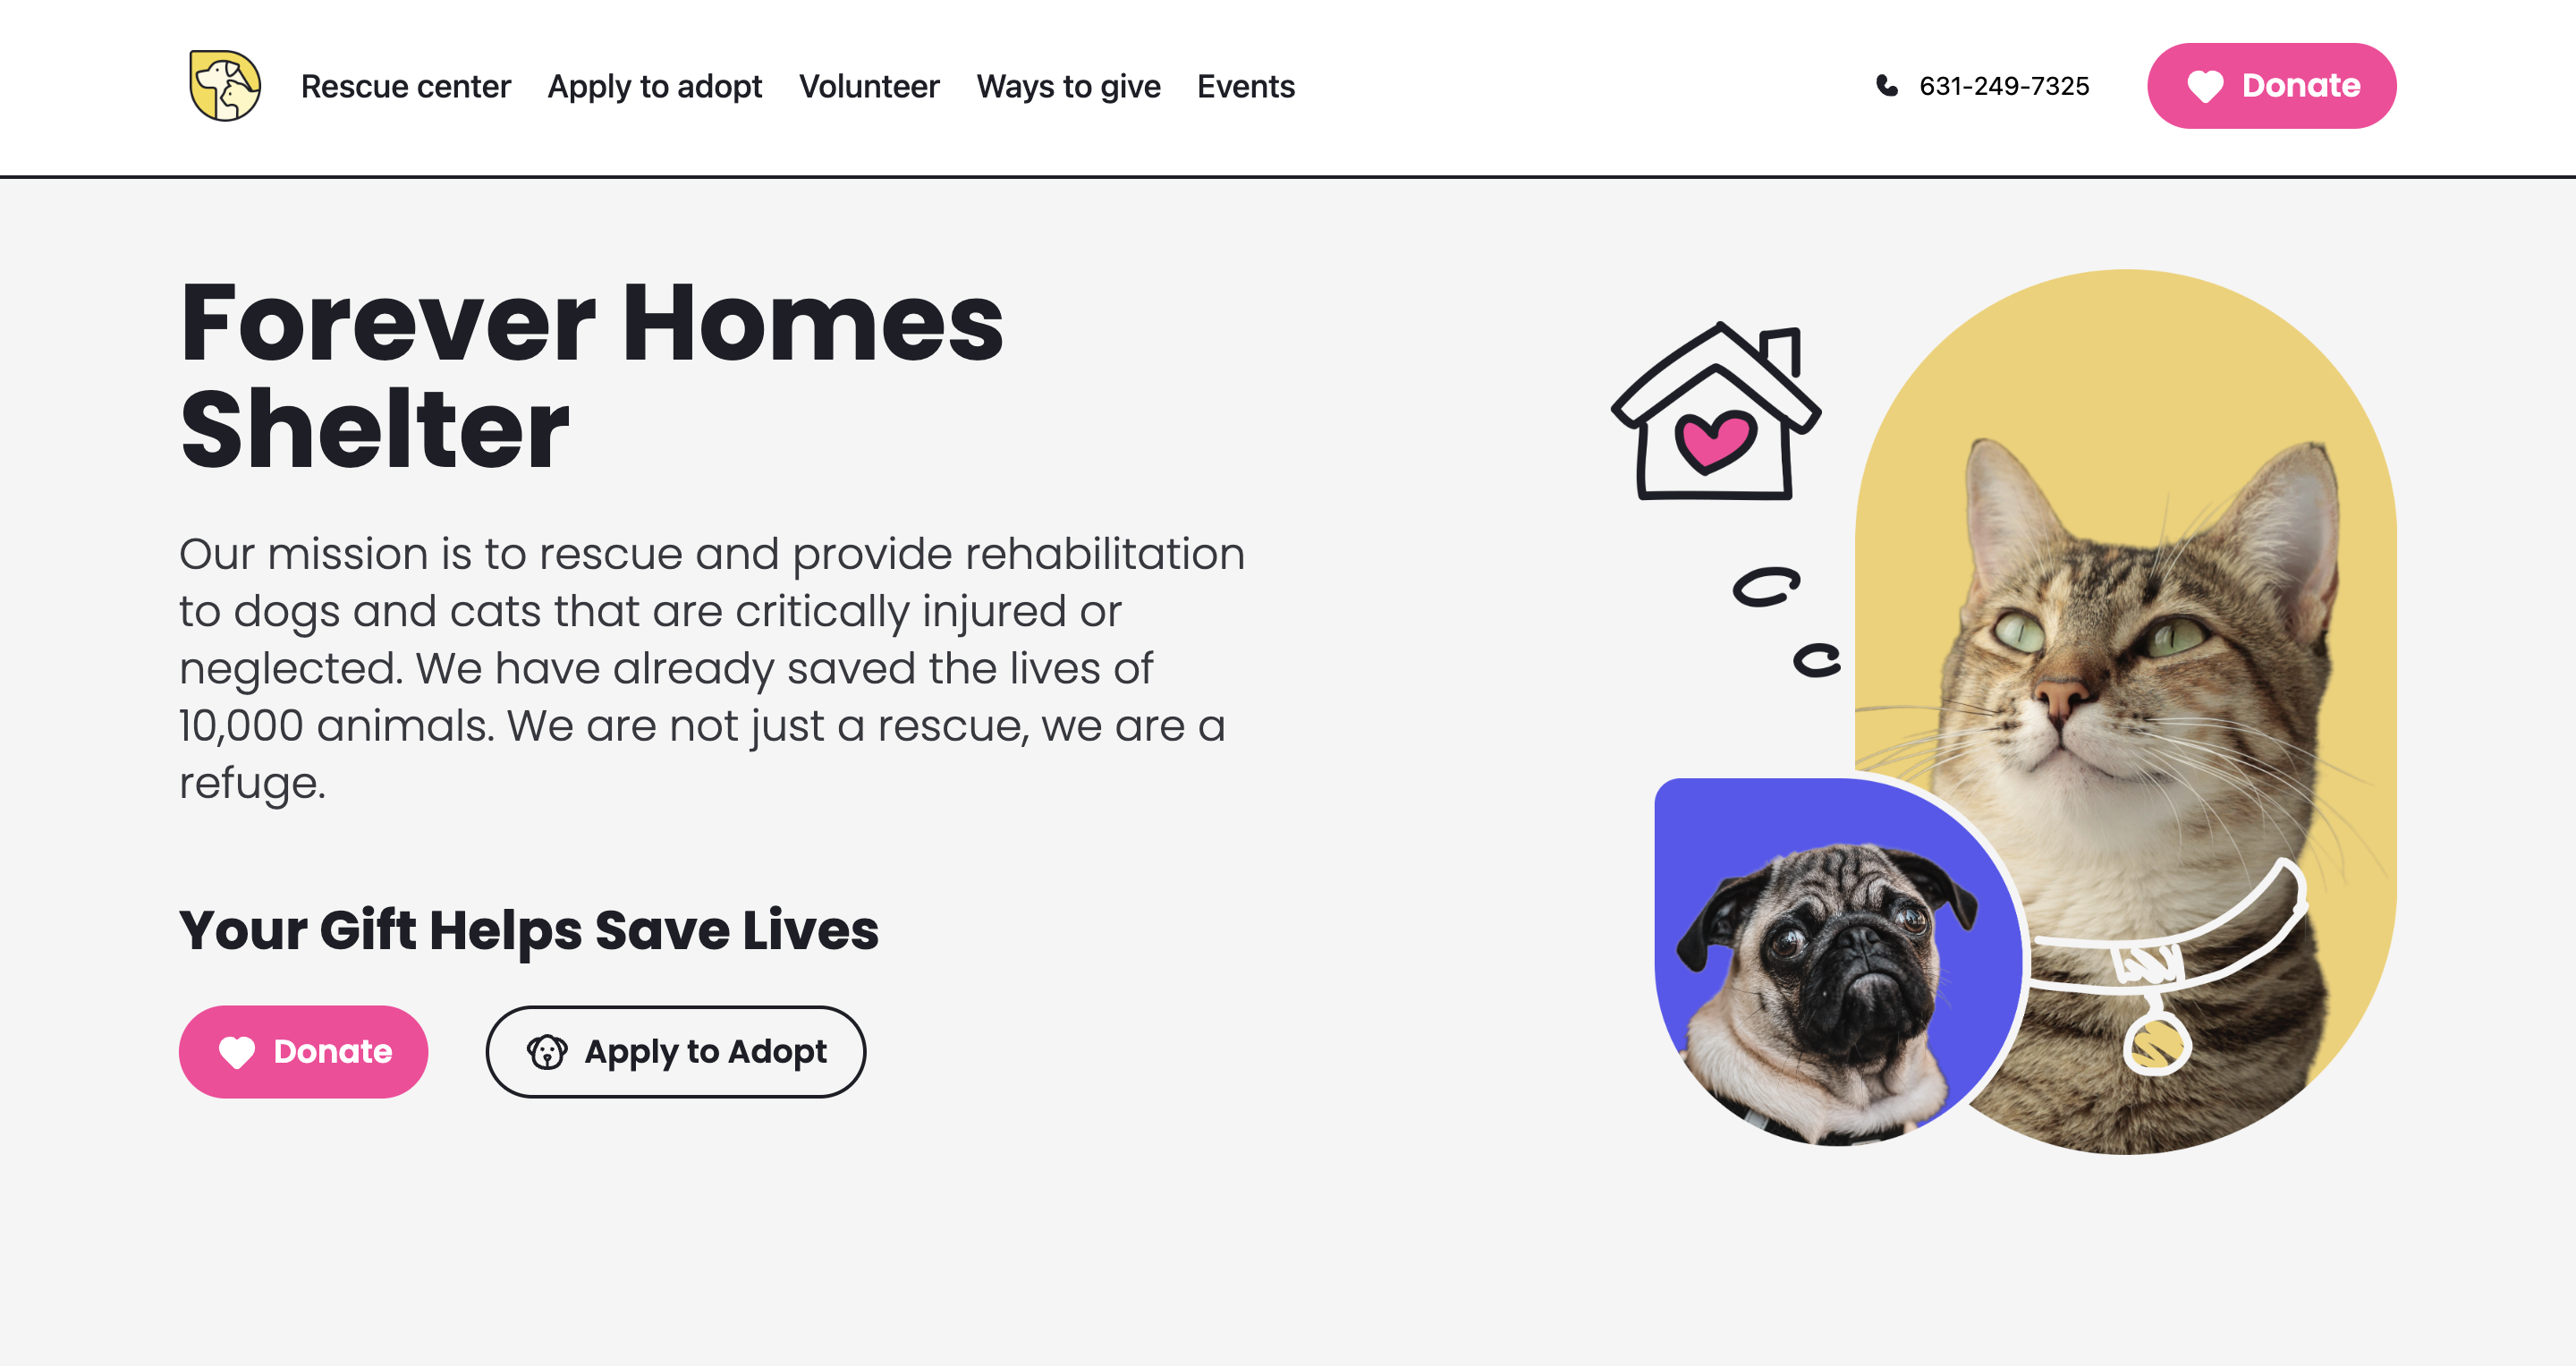 Rescue center Apply to adopt Volunteer Ways to give Events 631-249-7325 Donate
Forever Homes
Shelter
Our mission is to rescue and provide rehabilitation
to dogs and cats that are critically injured or
neglected. We have already saved the lives of
10,000 animals. We are not just a rescue, we are a
refuge.
Your Gift Helps Save Lives
Donate Apply to Adopt